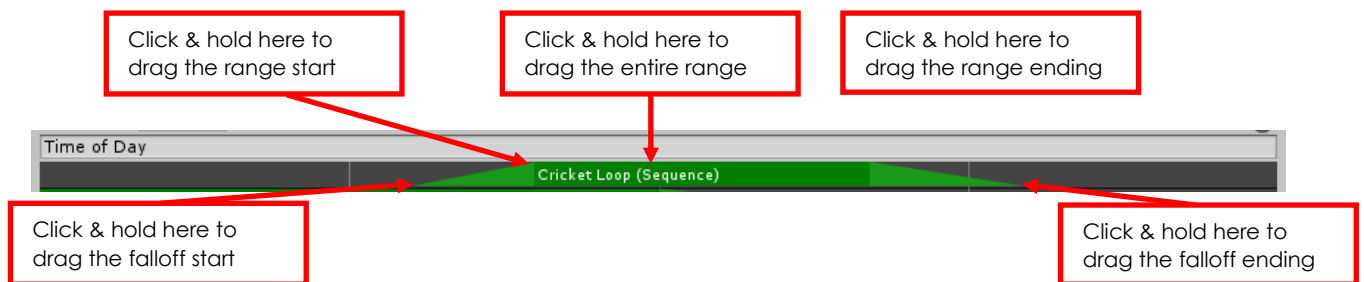 Click & hold here to
drag the range start
Click & hold here to
drag the entire range
Click & hold here to
drag the range ending
Time of Day
Cricket Loop (Sequence)
Click & hold here to
drag the falloff start
Click & hold here to
drag the falloff ending